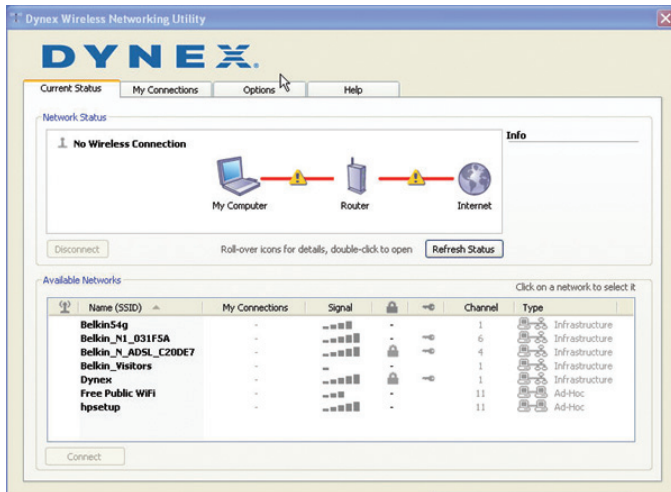 Dynex Wireless Networking Utility
DYNEX.
Current Status My Connections Options Help
Network Status
No Wireless Connection
Info
My Computer Router Internet
Disconnect Roll-over icons for details, double-click to open Refresh Status
Available Networks
Click on a network to select it
Name (SSID) My Connections Signal Channel Type
Belkin54g - - 1 Infrastructure
Belkin_N1_031F5A - - 6 Infrastructure
Belkin_N_ADSL_C20DE7 - 4 Infrastructure
Belkin_Visitors - - 1 Infrastructure
Dynex - 1 Infrastructure
Free Public WiFi - - 11 Ad-Hoc
hpsetup - - 11 Ad-Hoc
Connect